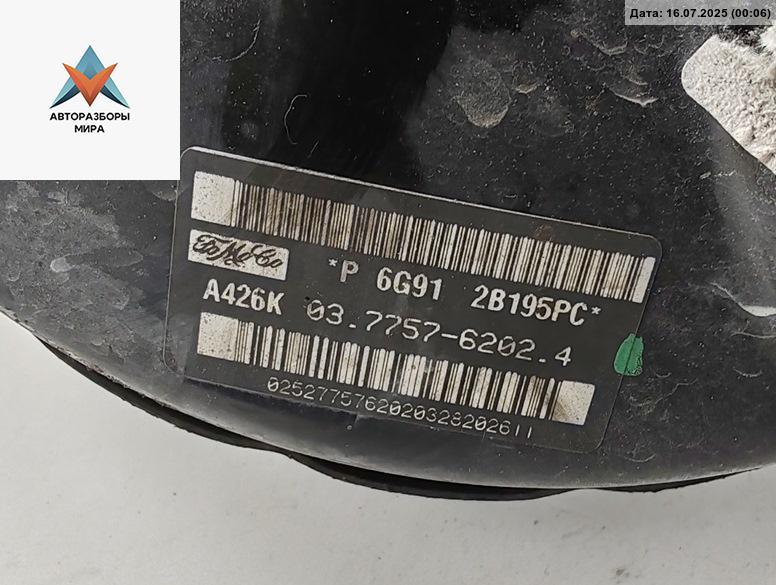 Дата: 16.07.2025 (00:06)
АВТОРАЗБОРЫ
МИРА
FoMoCo
*P 6G91 2B195PC*
A426K 03.7757-6202.4
0252775762020328202611